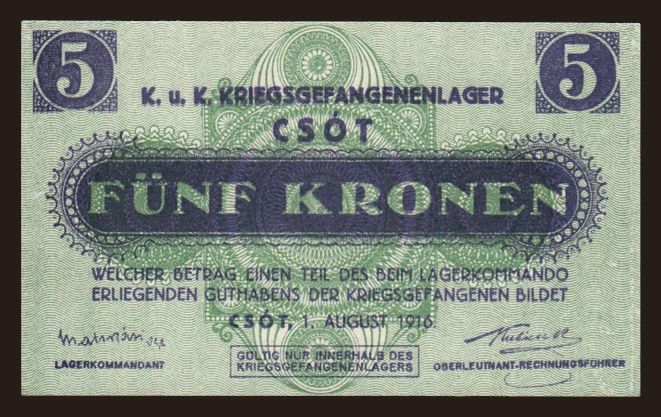 5 5
K. u. K. KRIEGSGEFANGENENLAGER
CSÓT
FÜNF KRONEN
WELCHER BETRAG EINEN TEIL DES BEIM LAGERKOMMANDO
ERLIEGENDEN GUTHABENS DER KRIEGSGEFANGENEN BILDET
CSÓT, 1. AUGUST 1916.
LAGERKOMMANDANT
GÜLTIG NUR INNERHALB DES
KRIEGSGEFANGENENLAGERS
OBERLEUTNANT-RECHNUNGSFÜHRER